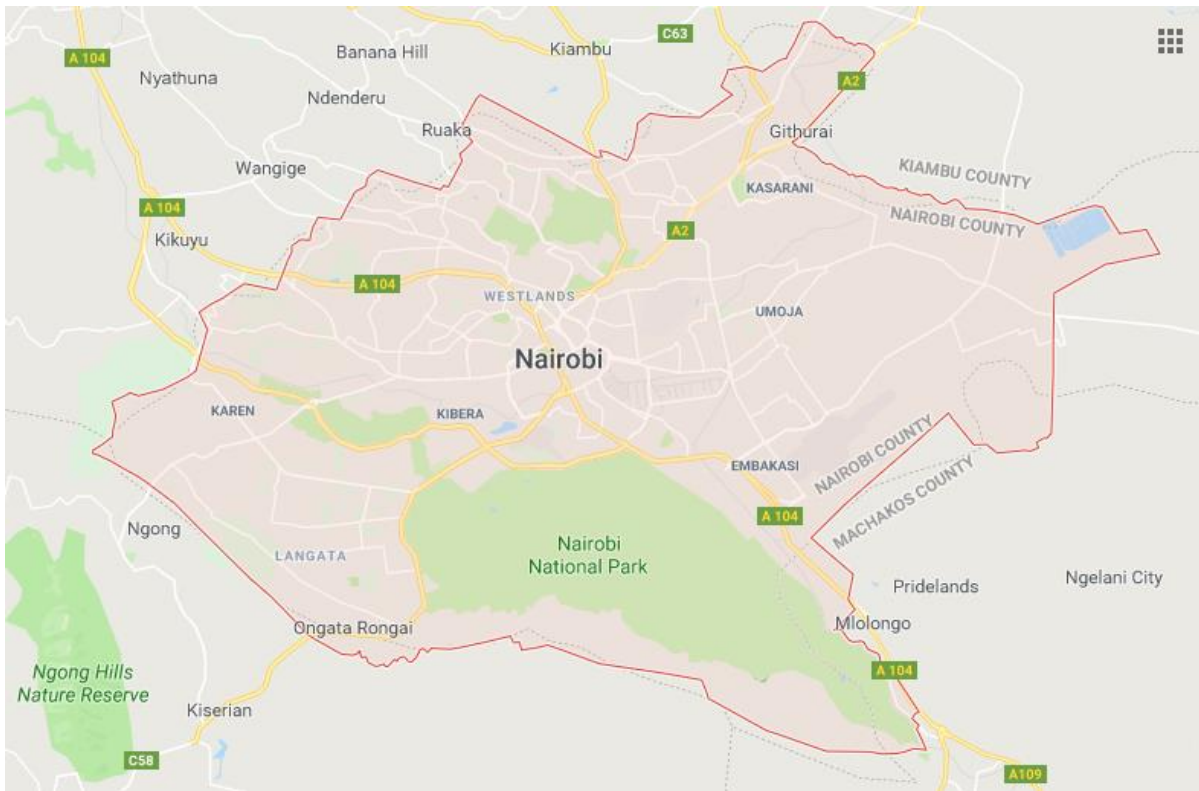 C63
Kiambu
Banana Hill
A 104
Nyathuna
A2
Ndenderu
Ruaka
Githurai
Wangige
KIAMBU COUNTY
KASARANI
A 104
NAIROBI COUNTY
A2
Kikuyu
A 104
WESTLANDS
UMOJA
Nairobi
KAREN
KIBERA
NAIROBI COUNTY
EMBAKASI
MACHAKOS COUNTY
A 104
Ngong
Nairobi
National Park
LANGATA
Ngelani City
Pridelands
Mlolongo
Ongata Rongai
Ngong Hills
Nature Reserve
A 104
Kiserian
C58
A109